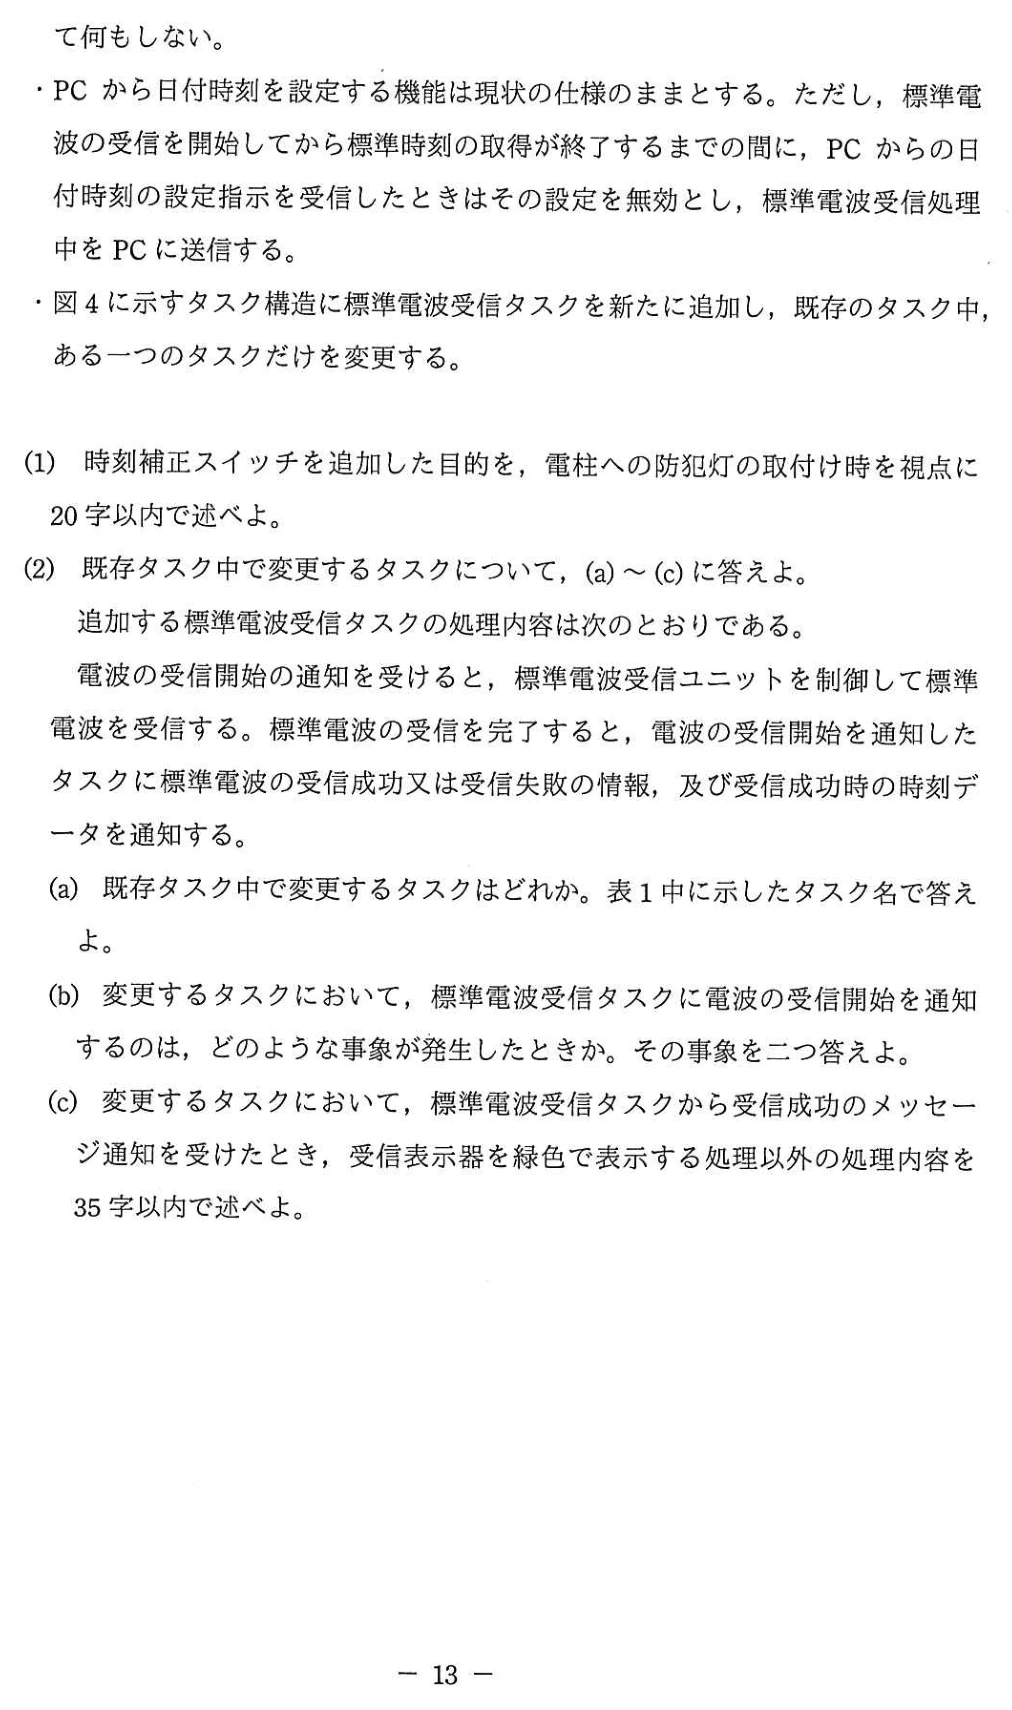 て何もしない。
・PC から日付時刻を設定する機能は現状の仕様のままとする。ただし，標準電
波の受信を開始してから標準時刻の取得が終了するまでの間に，PC からの日
付時刻の設定指示を受信したときはその設定を無効とし，標準電波受信処理
中を PC に送信する。
・図 4 に示すタスク構造に標準電波受信タスクを新たに追加し，既存のタスク中，
ある一つのタスクだけを変更する。
(1) 時刻補正スイッチを追加した目的を，電柱への防犯灯の取付け時を視点に
20 字以内で述べよ。
(2) 既存タスク中で変更するタスクについて，(a)～(c)に答えよ。
追加する標準電波受信タスクの処理内容は次のとおりである。
電波の受信開始の通知を受けると，標準電波受信ユニットを制御して標準
電波を受信する。標準電波の受信を完了すると，電波の受信開始を通知した
タスクに標準電波の受信成功又は受信失敗の情報，及び受信成功時の時刻デ
ータを通知する。
(a) 既存タスク中で変更するタスクはどれか。表 1 中に示したタスク名で答え
よ。
(b) 変更するタスクにおいて，標準電波受信タスクに電波の受信開始を通知
するのは，どのような事象が発生したときか。その事象を二つ答えよ。
(c) 変更するタスクにおいて，標準電波受信タスクから受信成功のメッセー
ジ通知を受けたとき，受信表示器を緑色で表示する処理以外の処理内容を
35 字以内で述べよ。
－ 13 －